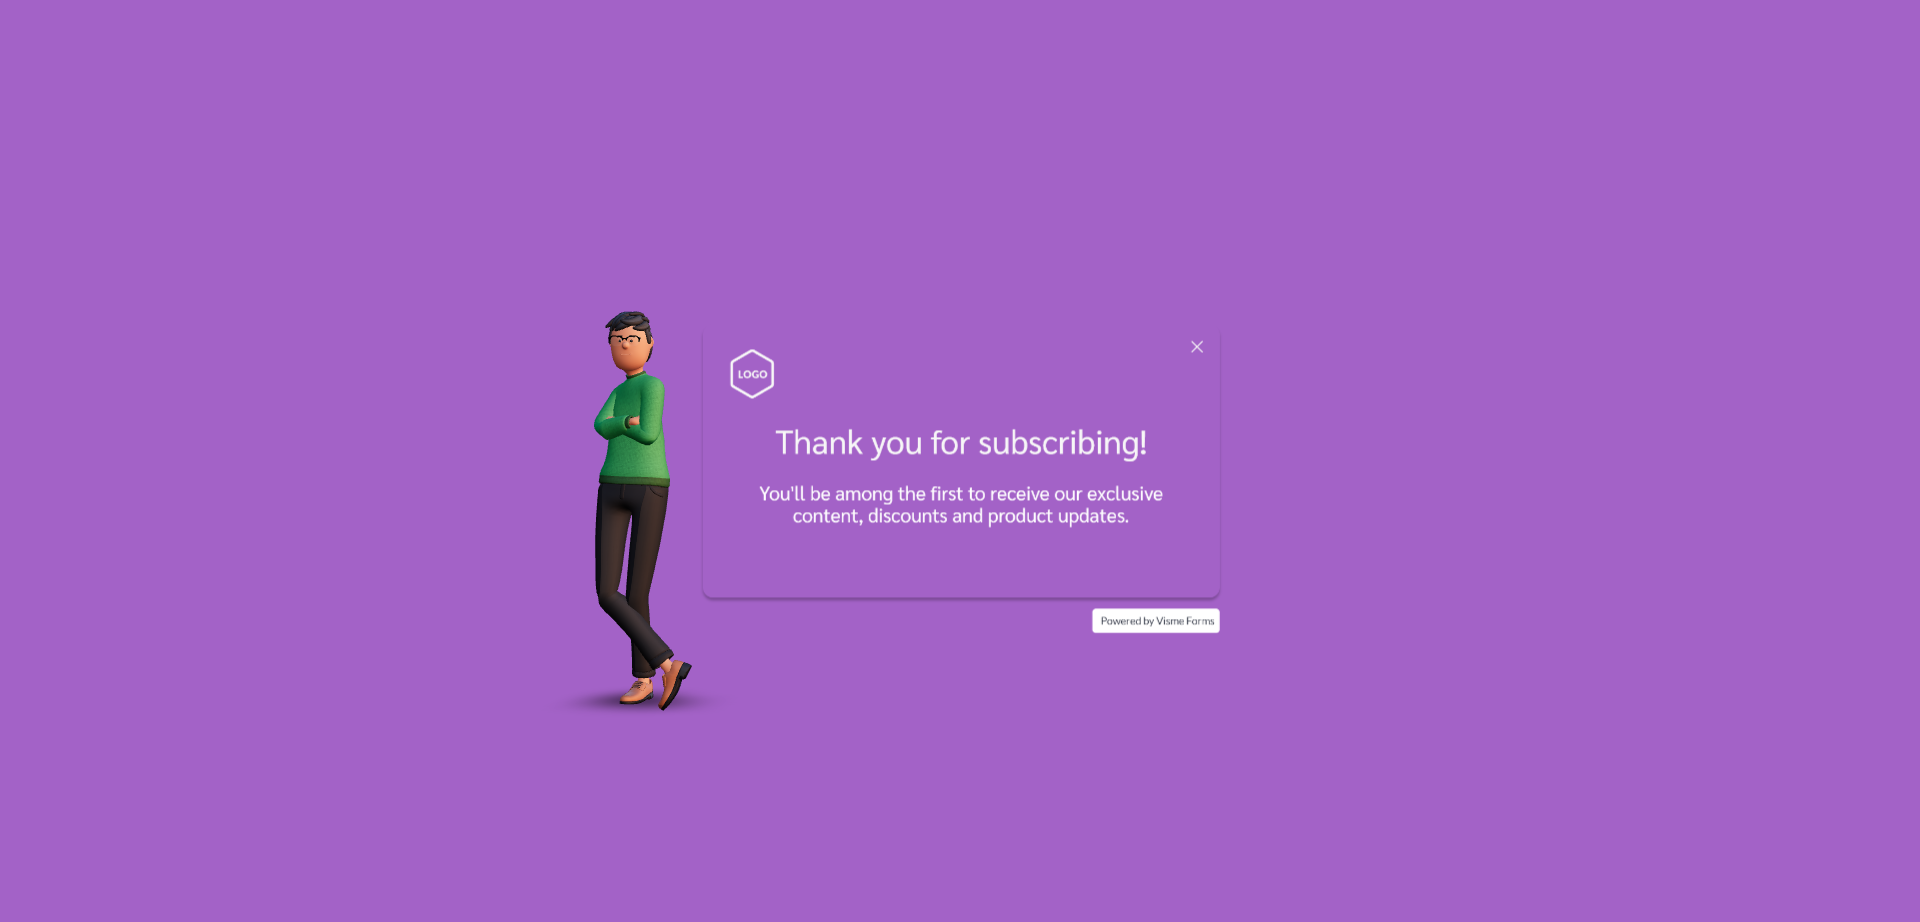 LOGO
Thank you for subscribing!
You'll be among the first to receive our exclusive
content, discounts and product updates.
Powered by Visme Forms